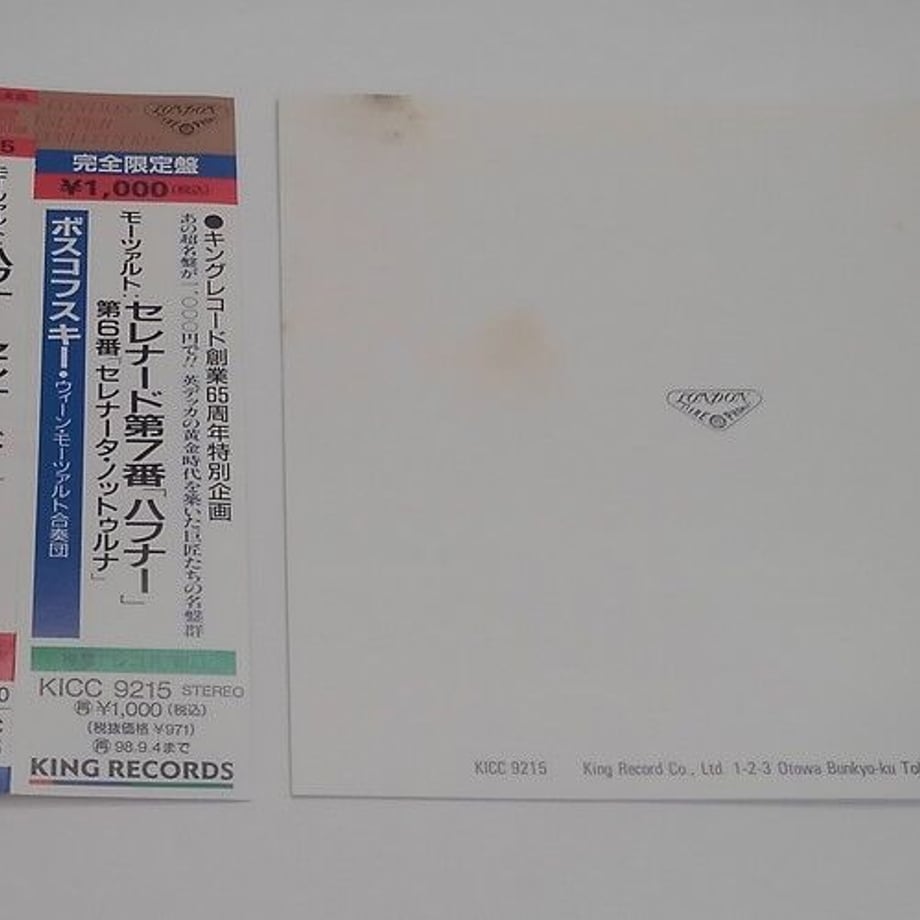 LONDON
完全限定盤
¥1,000(税込)
●キングレコード創業65周年特別企画
あの超名盤が一、〇〇〇円で!! 英デッカの黄金時代を築いた巨匠たちの名盤群
モーツァルト:セレナード第7番「ハフナー」
第6番「セレナータ・ノットゥルナ」
ボスコフスキー・ウィーン・モーツァルト合奏団
KICC 9215 STEREO
¥1,000(税込)
(税抜価格 ¥971)
98.9.4まで
KING RECORDS
LONDON
KICC 9215 King Record Co., Ltd. 1-2-3 Otowa Bunkyo-ku